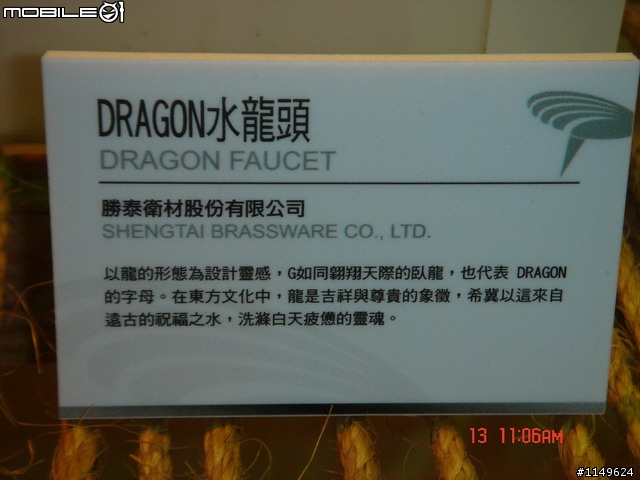 MOBILE01
DRAGON水龍頭
DRAGON FAUCET
勝泰衛材股份有限公司
SHENGTAI BRASSWARE CO., LTD.
以龍的形態為設計靈感，G如同翱翔天際的臥龍，也代表 DRAGON
的字母。在東方文化中，龍是吉祥與尊貴的象徵，希冀以這來自
遠古的祝福之水，洗滌白天疲憊的靈魂。
13 11:06AM
#1149624